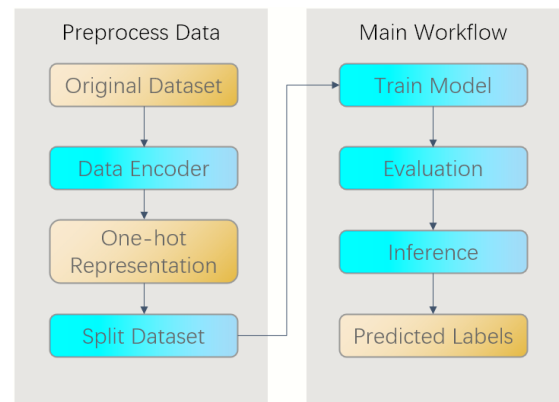 Preprocess Data
Original Dataset
Data Encoder
One-hot
Representation
Split Dataset
Main Workflow
Train Model
Evaluation
Inference
Predicted Labels